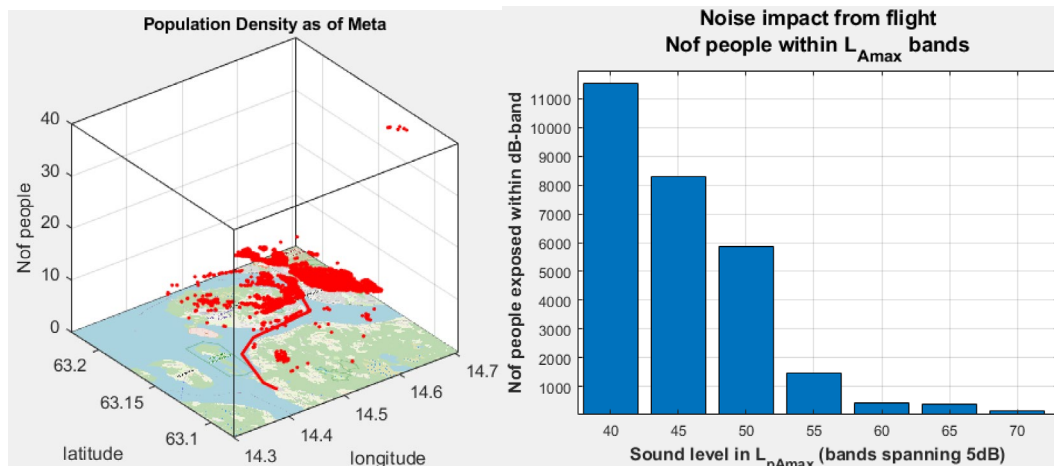 Population Density as of Meta
40
30
20
10
0
Nof people
63.2
63.15
63.1
latitude
14.3
14.4
14.5
14.6
14.7
longitude
Noise impact from flight
Nof people within L_Amax bands
11000
10000
9000
8000
7000
6000
5000
4000
3000
2000
1000
Nof people exposed within dB-band
40 45 50 55 60 65 70
Sound level in L_pAmax (bands spanning 5dB)